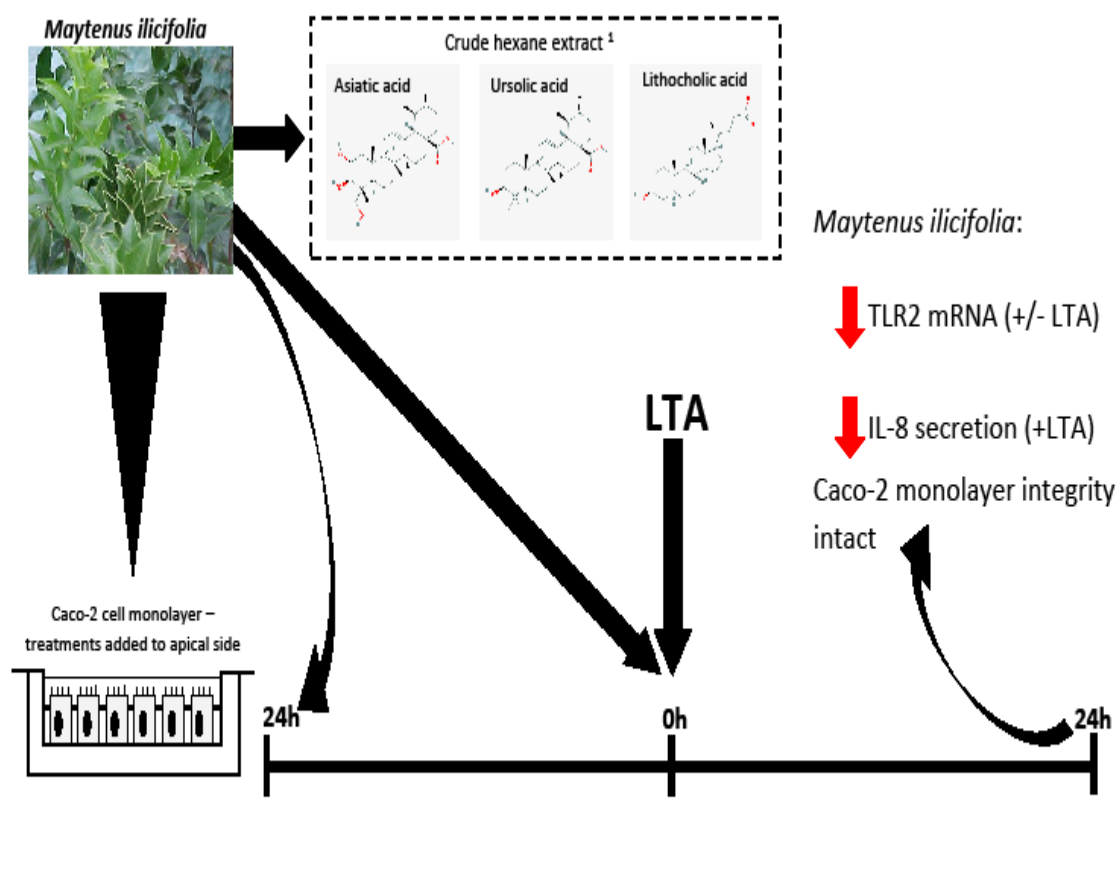 Maytenus ilicifolia
Crude hexane extract 1
Asiatic acid
Ursolic acid
Lithocholic acid
Maytenus ilicifolia:
TLR2 mRNA (+/- LTA)
LTA
IL-8 secretion (+LTA)
Caco-2 monolayer integrity
intact
Caco-2 cell monolayer –
treatments added to apical side
24h
0h
24h